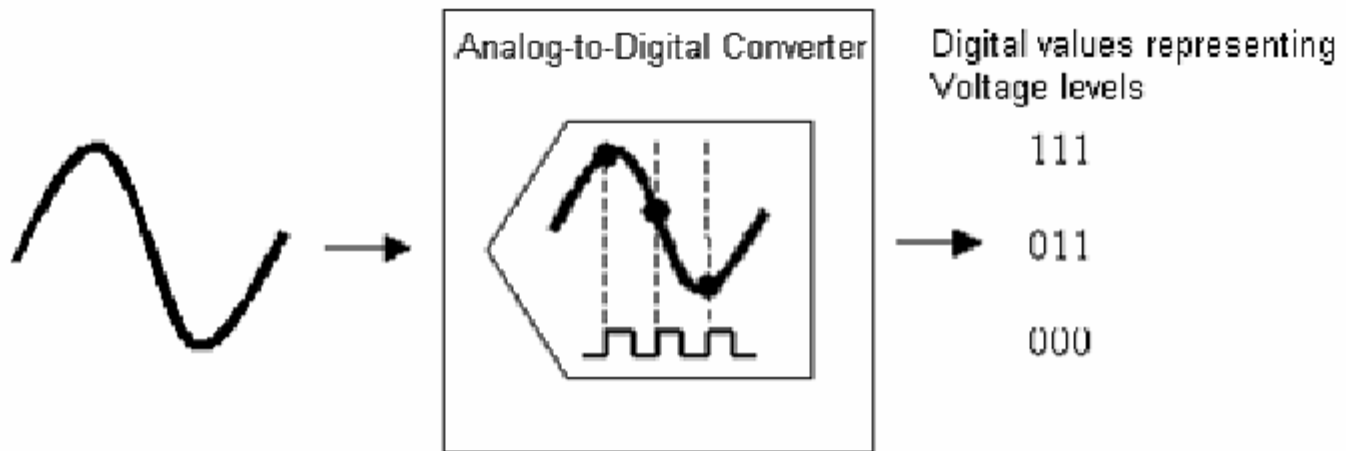 Analog-to-Digital Converter
Digital values representing
Voltage levels
111
011
000